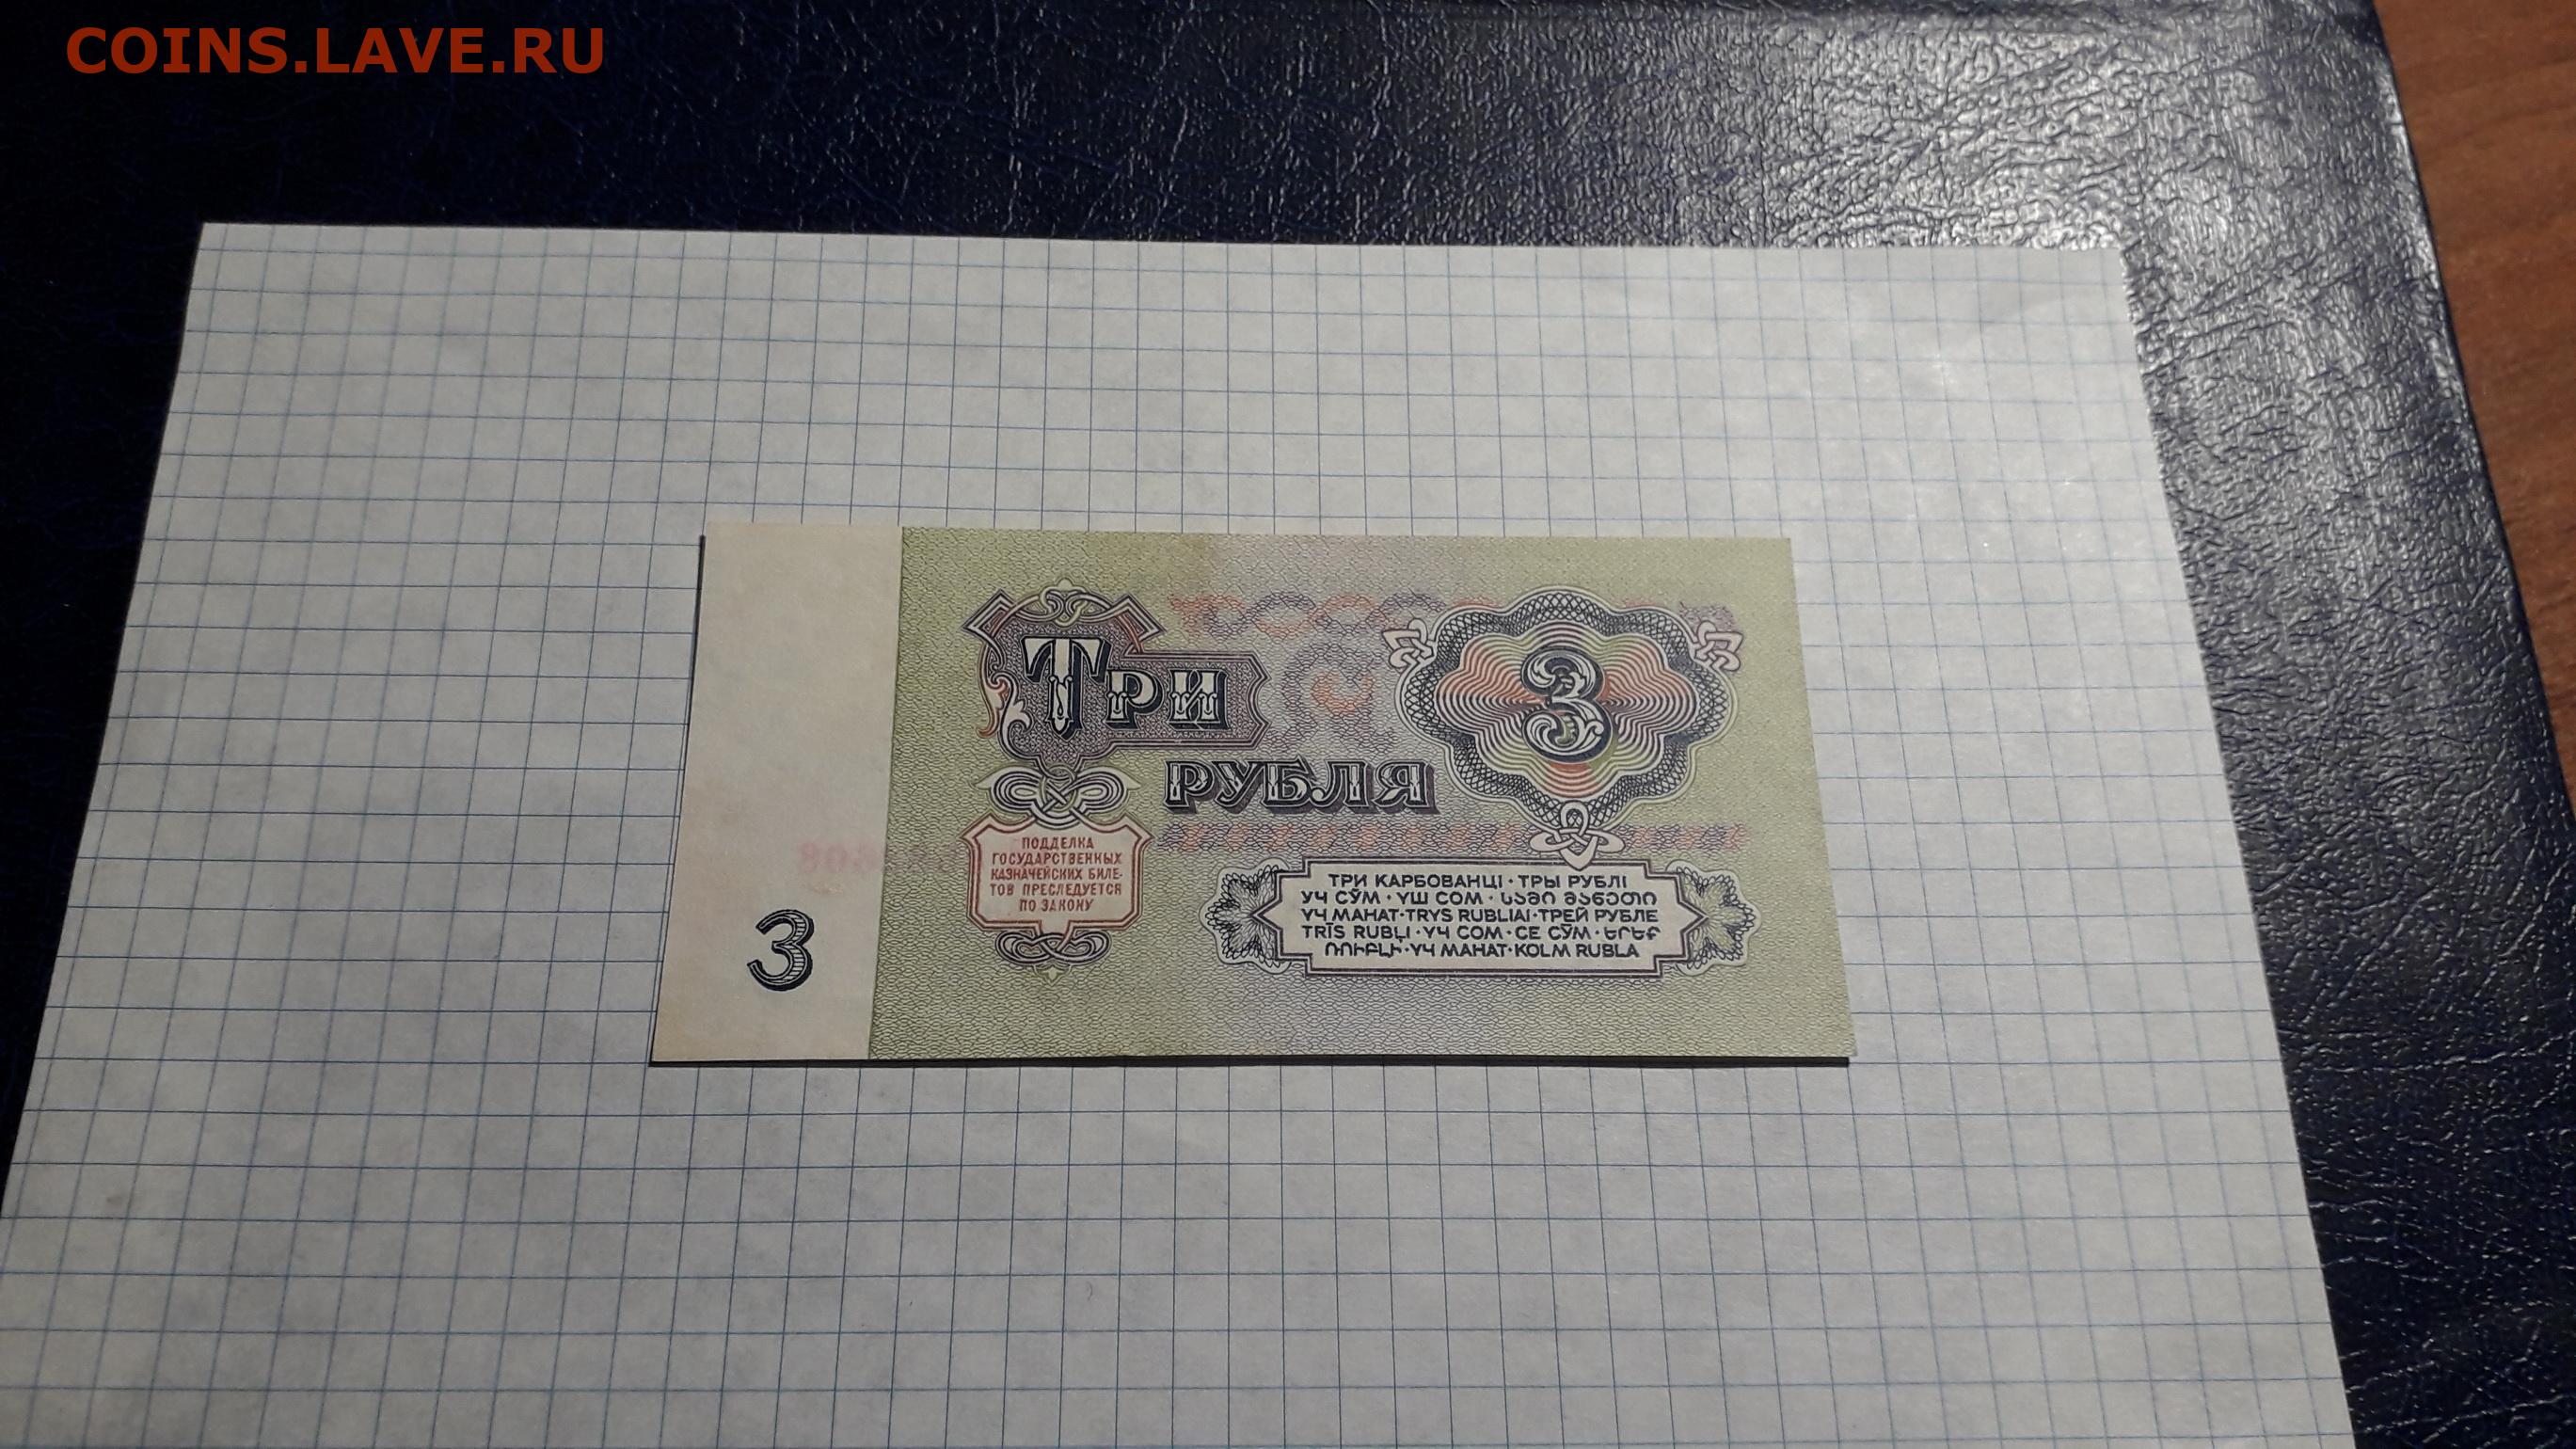 COINS.LAVE.RU
ТРИ
РУБЛЯ
3
ПОДДЕЛКА
ГОСУДАРСТВЕННЫХ
КАЗНАЧЕЙСКИХ БИЛЕ-
ТОВ ПРЕСЛЕДУЕТСЯ
ПО ЗАКОНУ
3
ТРИ КАРБОВАНЦІ · ТРЫ РУБЛІ
УЧ СЎМ · ҮШ СОМ · ᲡᲐᲛᲘ ᲛᲐᲜᲔᲗᲘ
ҮЧ МАНАТ · TRYS RUBLIAI · ТРЕЙ РУБЛЕ
TRĪS RUBĻI · ҮЧ СОМ · СЕ СӮМ · ԵՐԵՔ
ՌՈՒԲԼԻ · ҮЧ МАНАТ · KOLM RUBLA